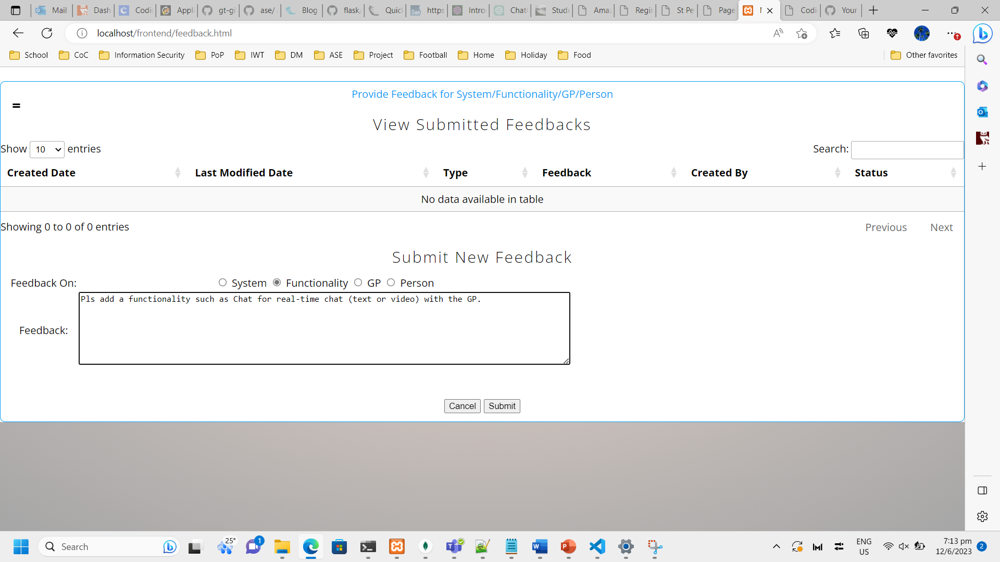 Mail Dash Codi Appli gt-gi ase/ Blog flask/ Quick https Intro Chat Stude Amaz Regis St Pe Page Codi Your
localhost/frontend/feedback.html
School CoC Information Security PoP IWT DM ASE Project Football Home Holiday Food Other favorites
Provide Feedback for System/Functionality/GP/Person
View Submitted Feedbacks
Show 10 entries Search:
Created Date Last Modified Date Type Feedback Created By Status
No data available in table
Showing 0 to 0 of 0 entries Previous Next
Submit New Feedback
Feedback On: System Functionality GP Person
Pls add a functionality such as Chat for real-time chat (text or video) with the GP.
Feedback:
Cancel Submit
Search 25° 1 ENG 7:13 pm
US 12/6/2023 2